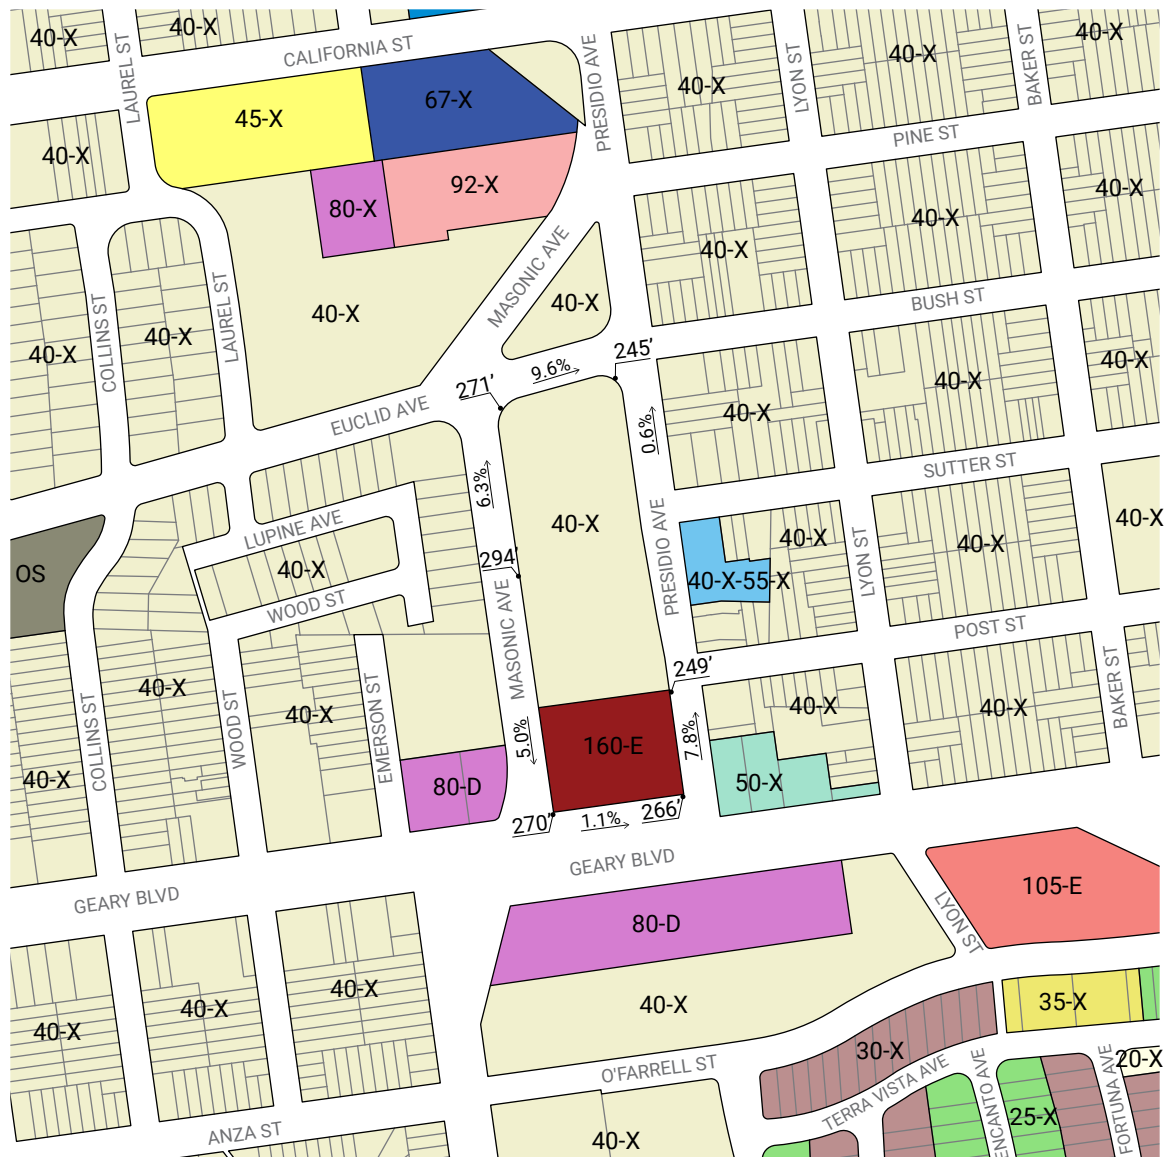 40-X
40-X
CALIFORNIA ST
LAUREL ST
PRESIDIO AVE
LYON ST
BAKER ST
40-X
40-X
40-X
45-X
67-X
PINE ST
40-X
80-X
92-X
40-X
40-X
40-X
MASONIC AVE
BUSH ST
COLLINS ST
40-X
LAUREL ST
40-X
40-X
40-X
245'
9.6%
40-X
40-X
271'
EUCLID AVE
0.6%
40-X
SUTTER ST
6.3%
LUPINE AVE
40-X
PRESIDIO AVE
40-X
LYON ST
40-X
40-X
OS
40-X
294'
40-X-55-X
WOOD ST
MASONIC AVE
POST ST
249'
40-X
40-X
EMERSON ST
40-X
40-X
BAKER ST
COLLINS ST
WOOD ST
5.0%
160-E
7.8%
40-X
80-D
50-X
270'
1.1%
266'
GEARY BLVD
GEARY BLVD
105-E
80-D
LYON ST
40-X
40-X
40-X
40-X
35-X
30-X
20-X
O'FARRELL ST
TERRA VISTA AVE
ENCANTO AVE
FORTUNA AVE
25-X
ANZA ST
40-X